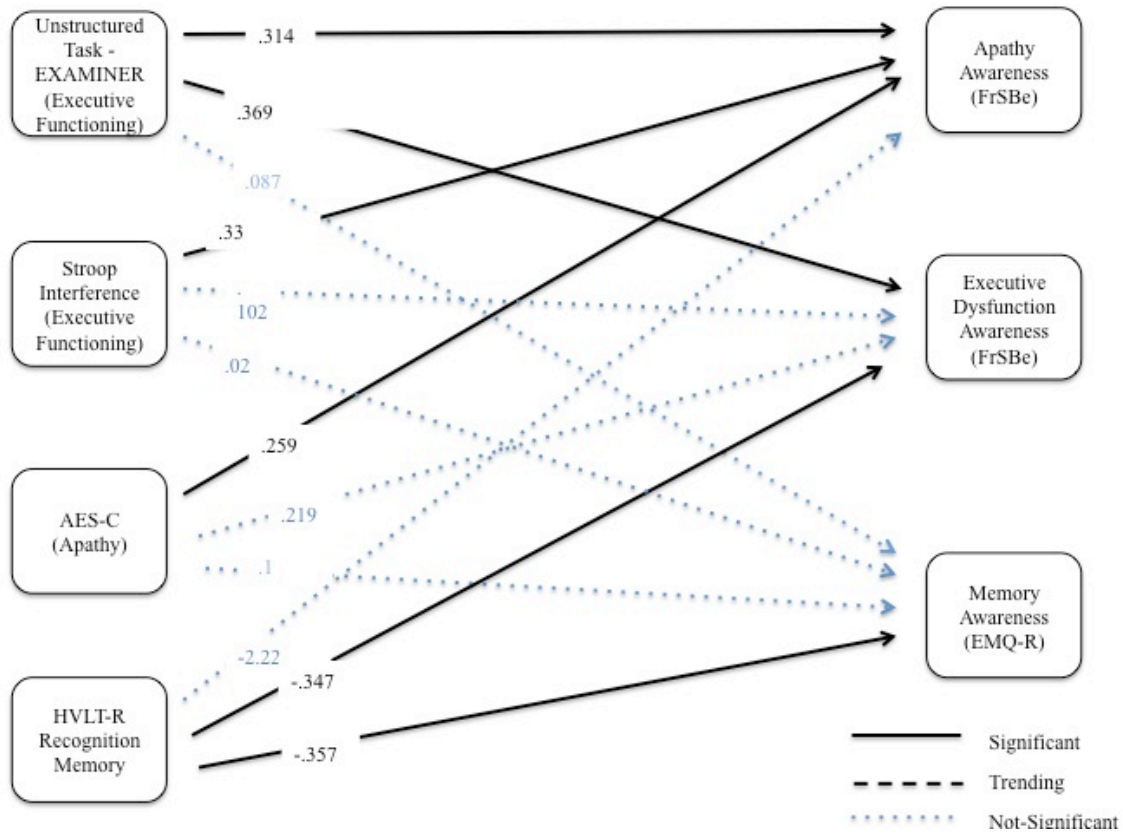 Unstructured
Task -
EXAMINER
(Executive
Functioning)
.314
.369
.087
Apathy
Awareness
(FrSBe)
Stroop
Interference
(Executive
Functioning)
.33
.
102
.02
Executive
Dysfunction
Awareness
(FrSBe)
AES-C
(Apathy)
.259
.219
.1
Memory
Awareness
(EMQ-R)
HVLT-R
Recognition
Memory
-2.22
-.347
-.357
Significant
Trending
Not-Significant